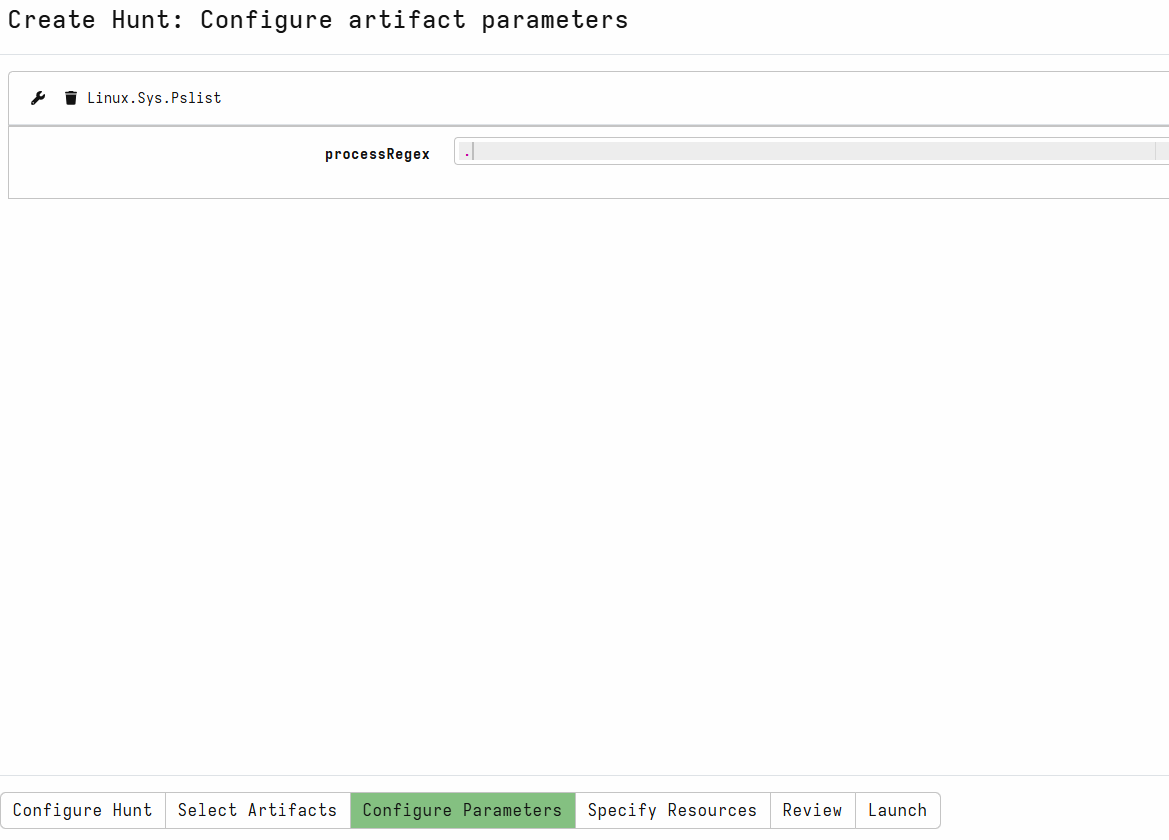 Create Hunt: Configure artifact parameters
Linux.Sys.Pslist
processRegex .
Configure Hunt Select Artifacts Configure Parameters Specify Resources Review Launch